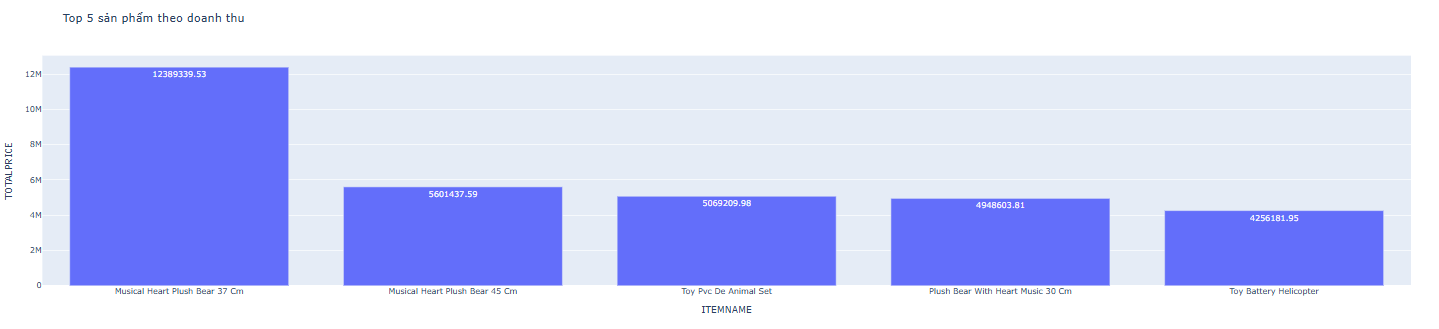 Top 5 sản phẩm theo doanh thu
TOTALPRICE
12M
10M
8M
6M
4M
2M
0
12389339.53
5601437.59
5069209.98
4948603.81
4256181.95
Musical Heart Plush Bear 37 Cm
Musical Heart Plush Bear 45 Cm
Toy Pvc De Animal Set
Plush Bear With Heart Music 30 Cm
Toy Battery Helicopter
ITEMNAME